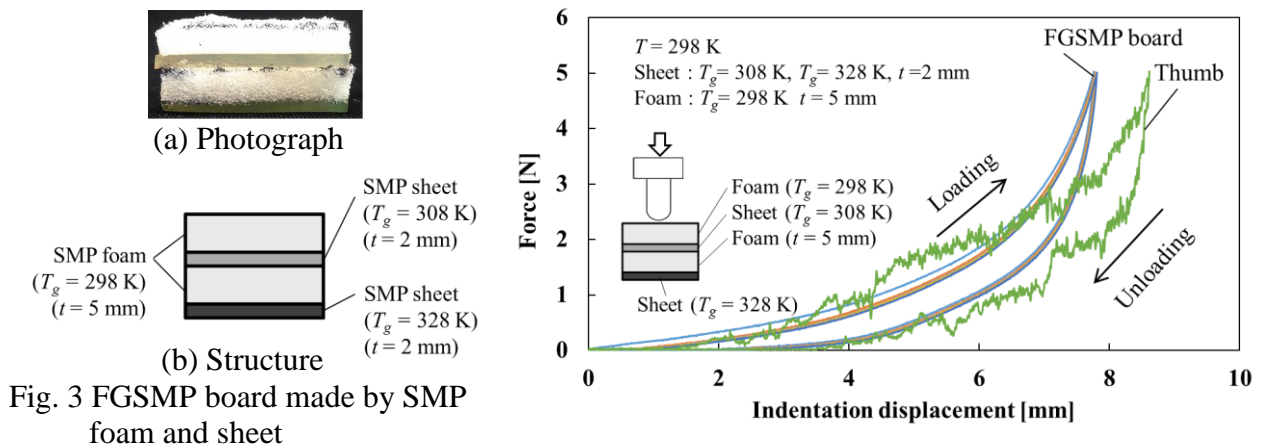 (a) Photograph
SMP sheet
(T_g = 308 K)
(t = 2 mm)
SMP foam
(T_g = 298 K)
(t = 5 mm)
SMP sheet
(T_g = 328 K)
(t = 2 mm)
(b) Structure
Fig. 3 FGSMP board made by SMP
foam and sheet
6
5
4
3
2
1
0
Force [N]
T = 298 K
Sheet : T_g= 308 K, T_g= 328 K, t=2 mm
Foam : T_g= 298 K t = 5 mm
FGSMP board
Thumb
Loading
Unloading
Foam (T_g = 298 K)
Sheet (T_g = 308 K)
Foam (t = 5 mm)
Sheet (T_g = 328 K)
0 2 4 6 8 10
Indentation displacement [mm]